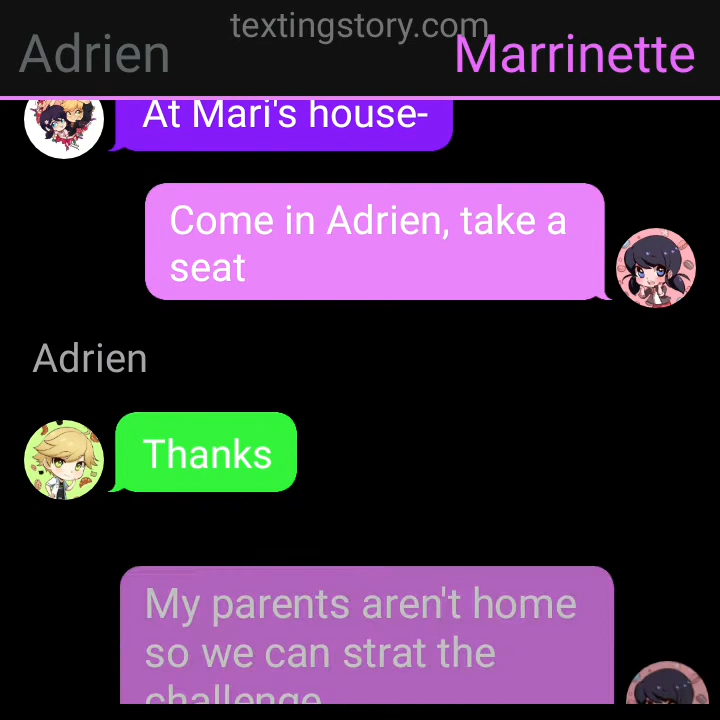 textingstory.com
Adrien
Marrinette
At Mari's house-
Come in Adrien, take a
seat
Adrien
Thanks
My parents aren't home
so we can strat the
challenge